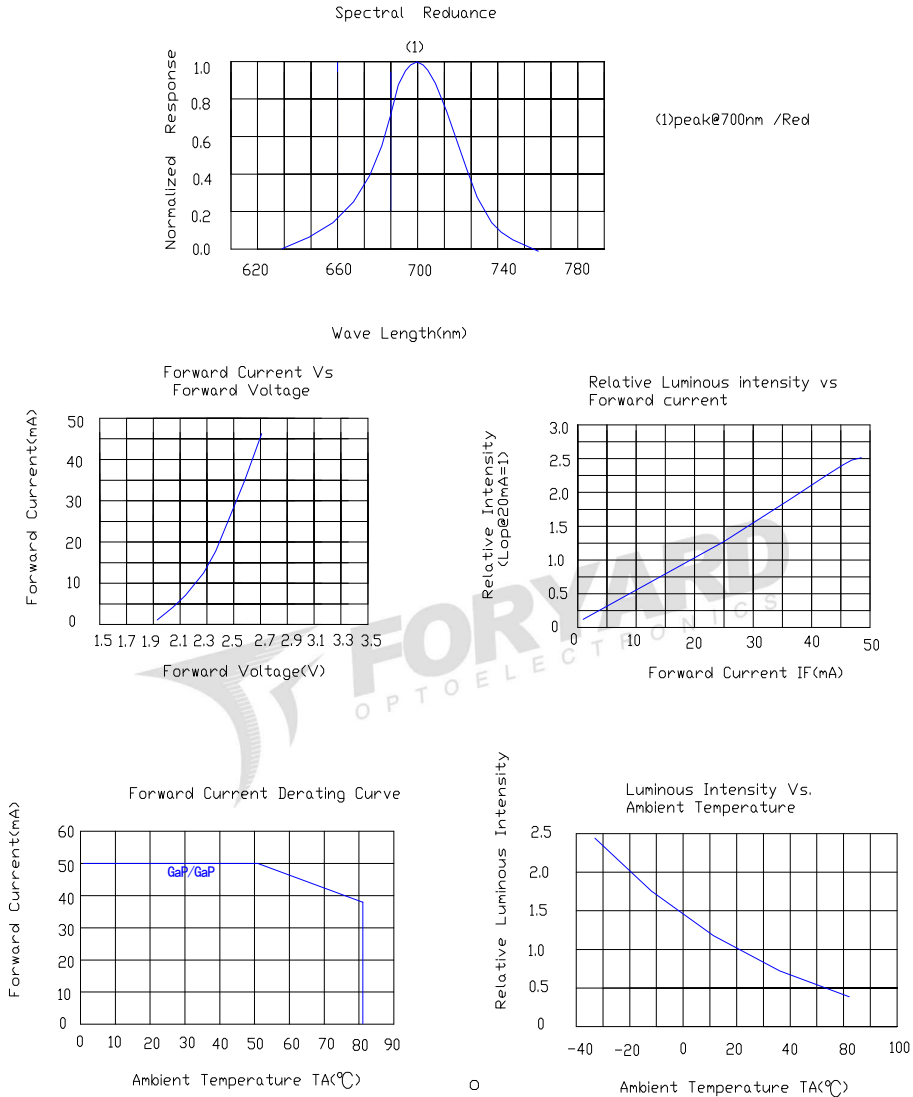 Spectral Reduance
(1)
Normalized Response
1.0
0.8
0.6
0.4
0.2
0.0
620 660 700 740 780
Wave Length(nm)
(1)peak@700nm /Red
Forward Current Vs
Forward Voltage
Forward Current(mA)
50
40
30
20
10
0
1.5 1.7 1.9 2.1 2.3 2.5 2.7 2.9 3.1 3.3 3.5
Forward Voltage(V)
Relative Luminous intensity vs
Forward current
Relative Intensity
(Lop@20mA=1)
3.0
2.5
2.0
1.5
1.0
0.5
0
0 10 20 30 40 50
Forward Current IF(mA)
FORYARD
OPTOELECTRONICS
Forward Current Derating Curve
Forward Current(mA)
60
50
40
30
20
10
0
GaP/GaP
0 10 20 30 40 50 60 70 80 90
Ambient Temperature TA(℃)
Luminous Intensity Vs.
Ambient Temperature
Relative Luminous Intensity
2.5
2.0
1.5
1.0
0.5
0
-40 -20 0 20 40 80 100
Ambient Temperature TA(℃)